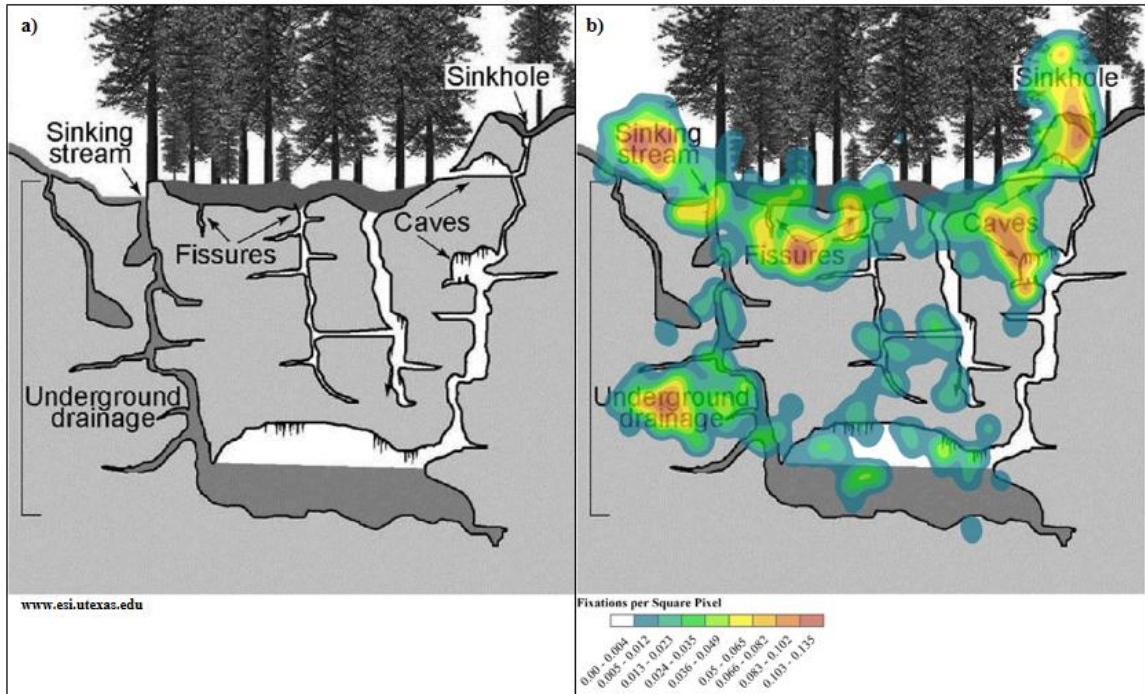 a)
Sinkhole
Sinking
stream
Caves
Fissures
Underground
drainage
www.esi.utexas.edu
b)
Sinkhole
Sinking
stream
Caves
Fissures
Underground
drainage
Fixations per Square Pixel
0.00 - 0.004
0.005 - 0.012
0.013 - 0.023
0.024 - 0.035
0.036 - 0.049
0.05 - 0.065
0.066 - 0.082
0.083 - 0.102
0.103 - 0.135